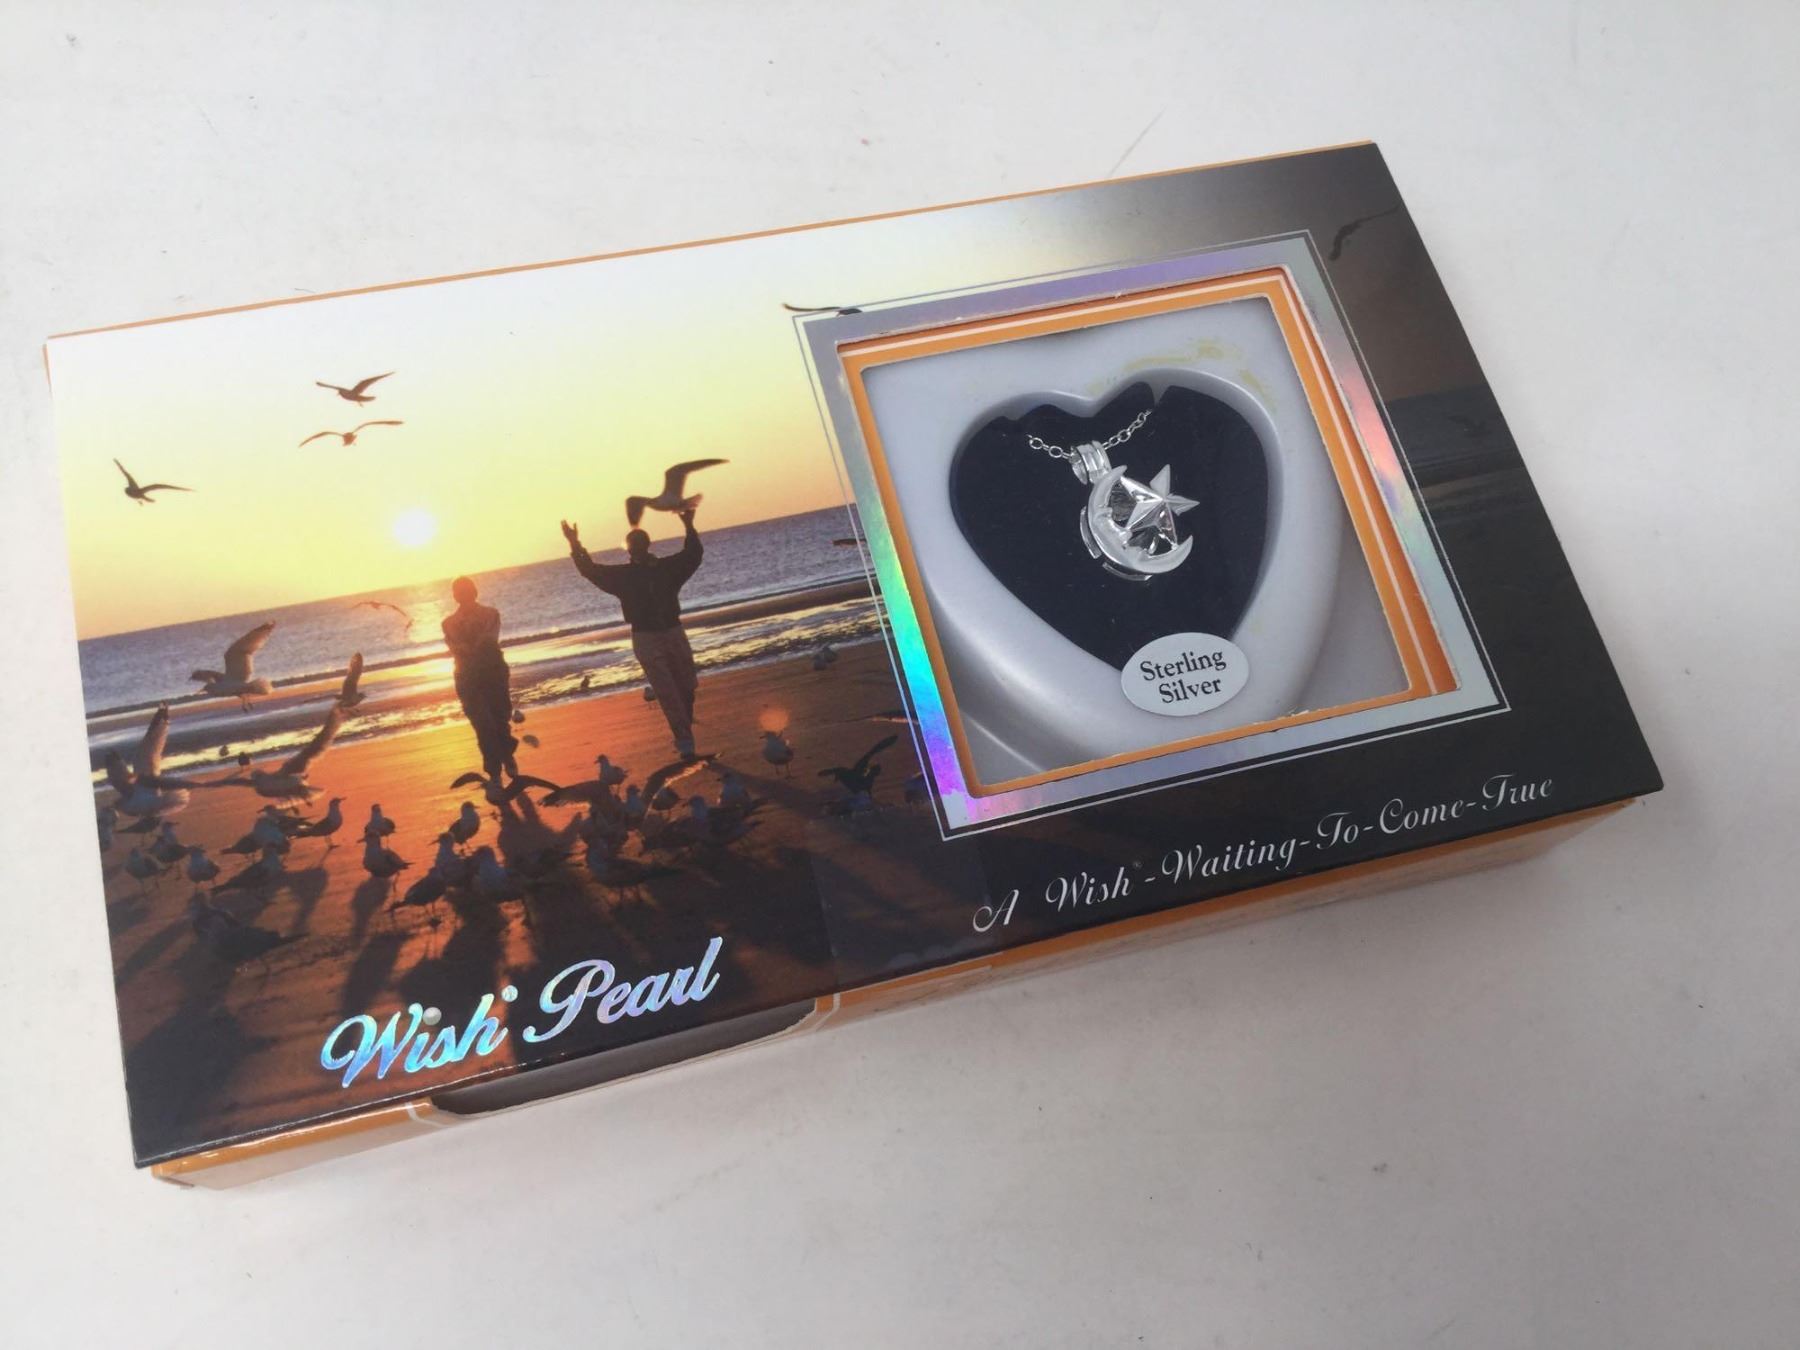 Sterling
Silver
A Wish®-Waiting-To-Come-True
Wish® Pearl